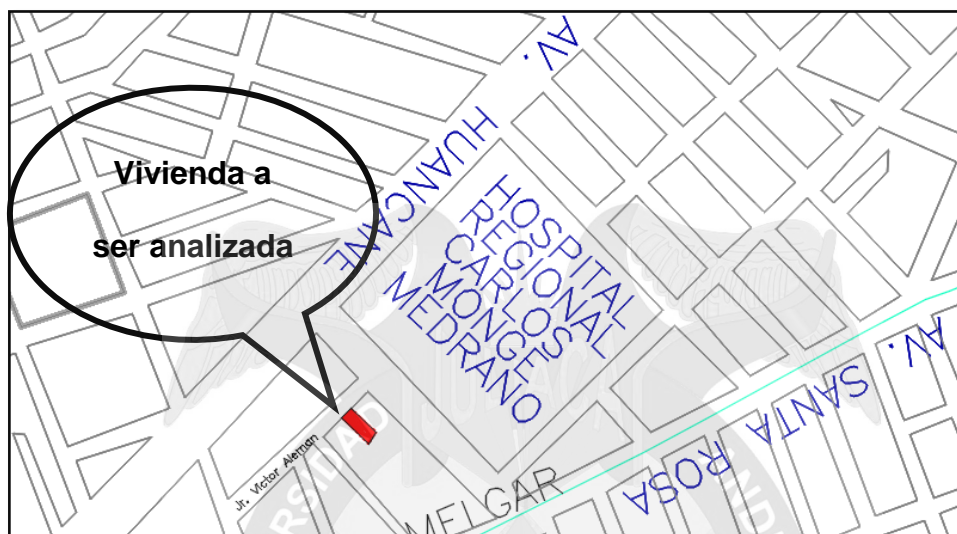 Vivienda a
ser analizada
AV. HUANCANE
HOSPITAL
REGIONAL
CARLOS
MONGE
MEDRANO
AV. SANTA ROSA
Jr. Victor Aleman
MELGAR